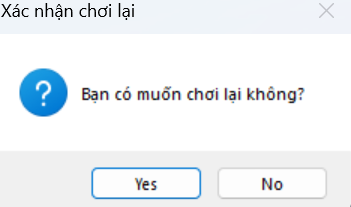 Xác nhận chơi lại
Bạn có muốn chơi lại không?
Yes
No